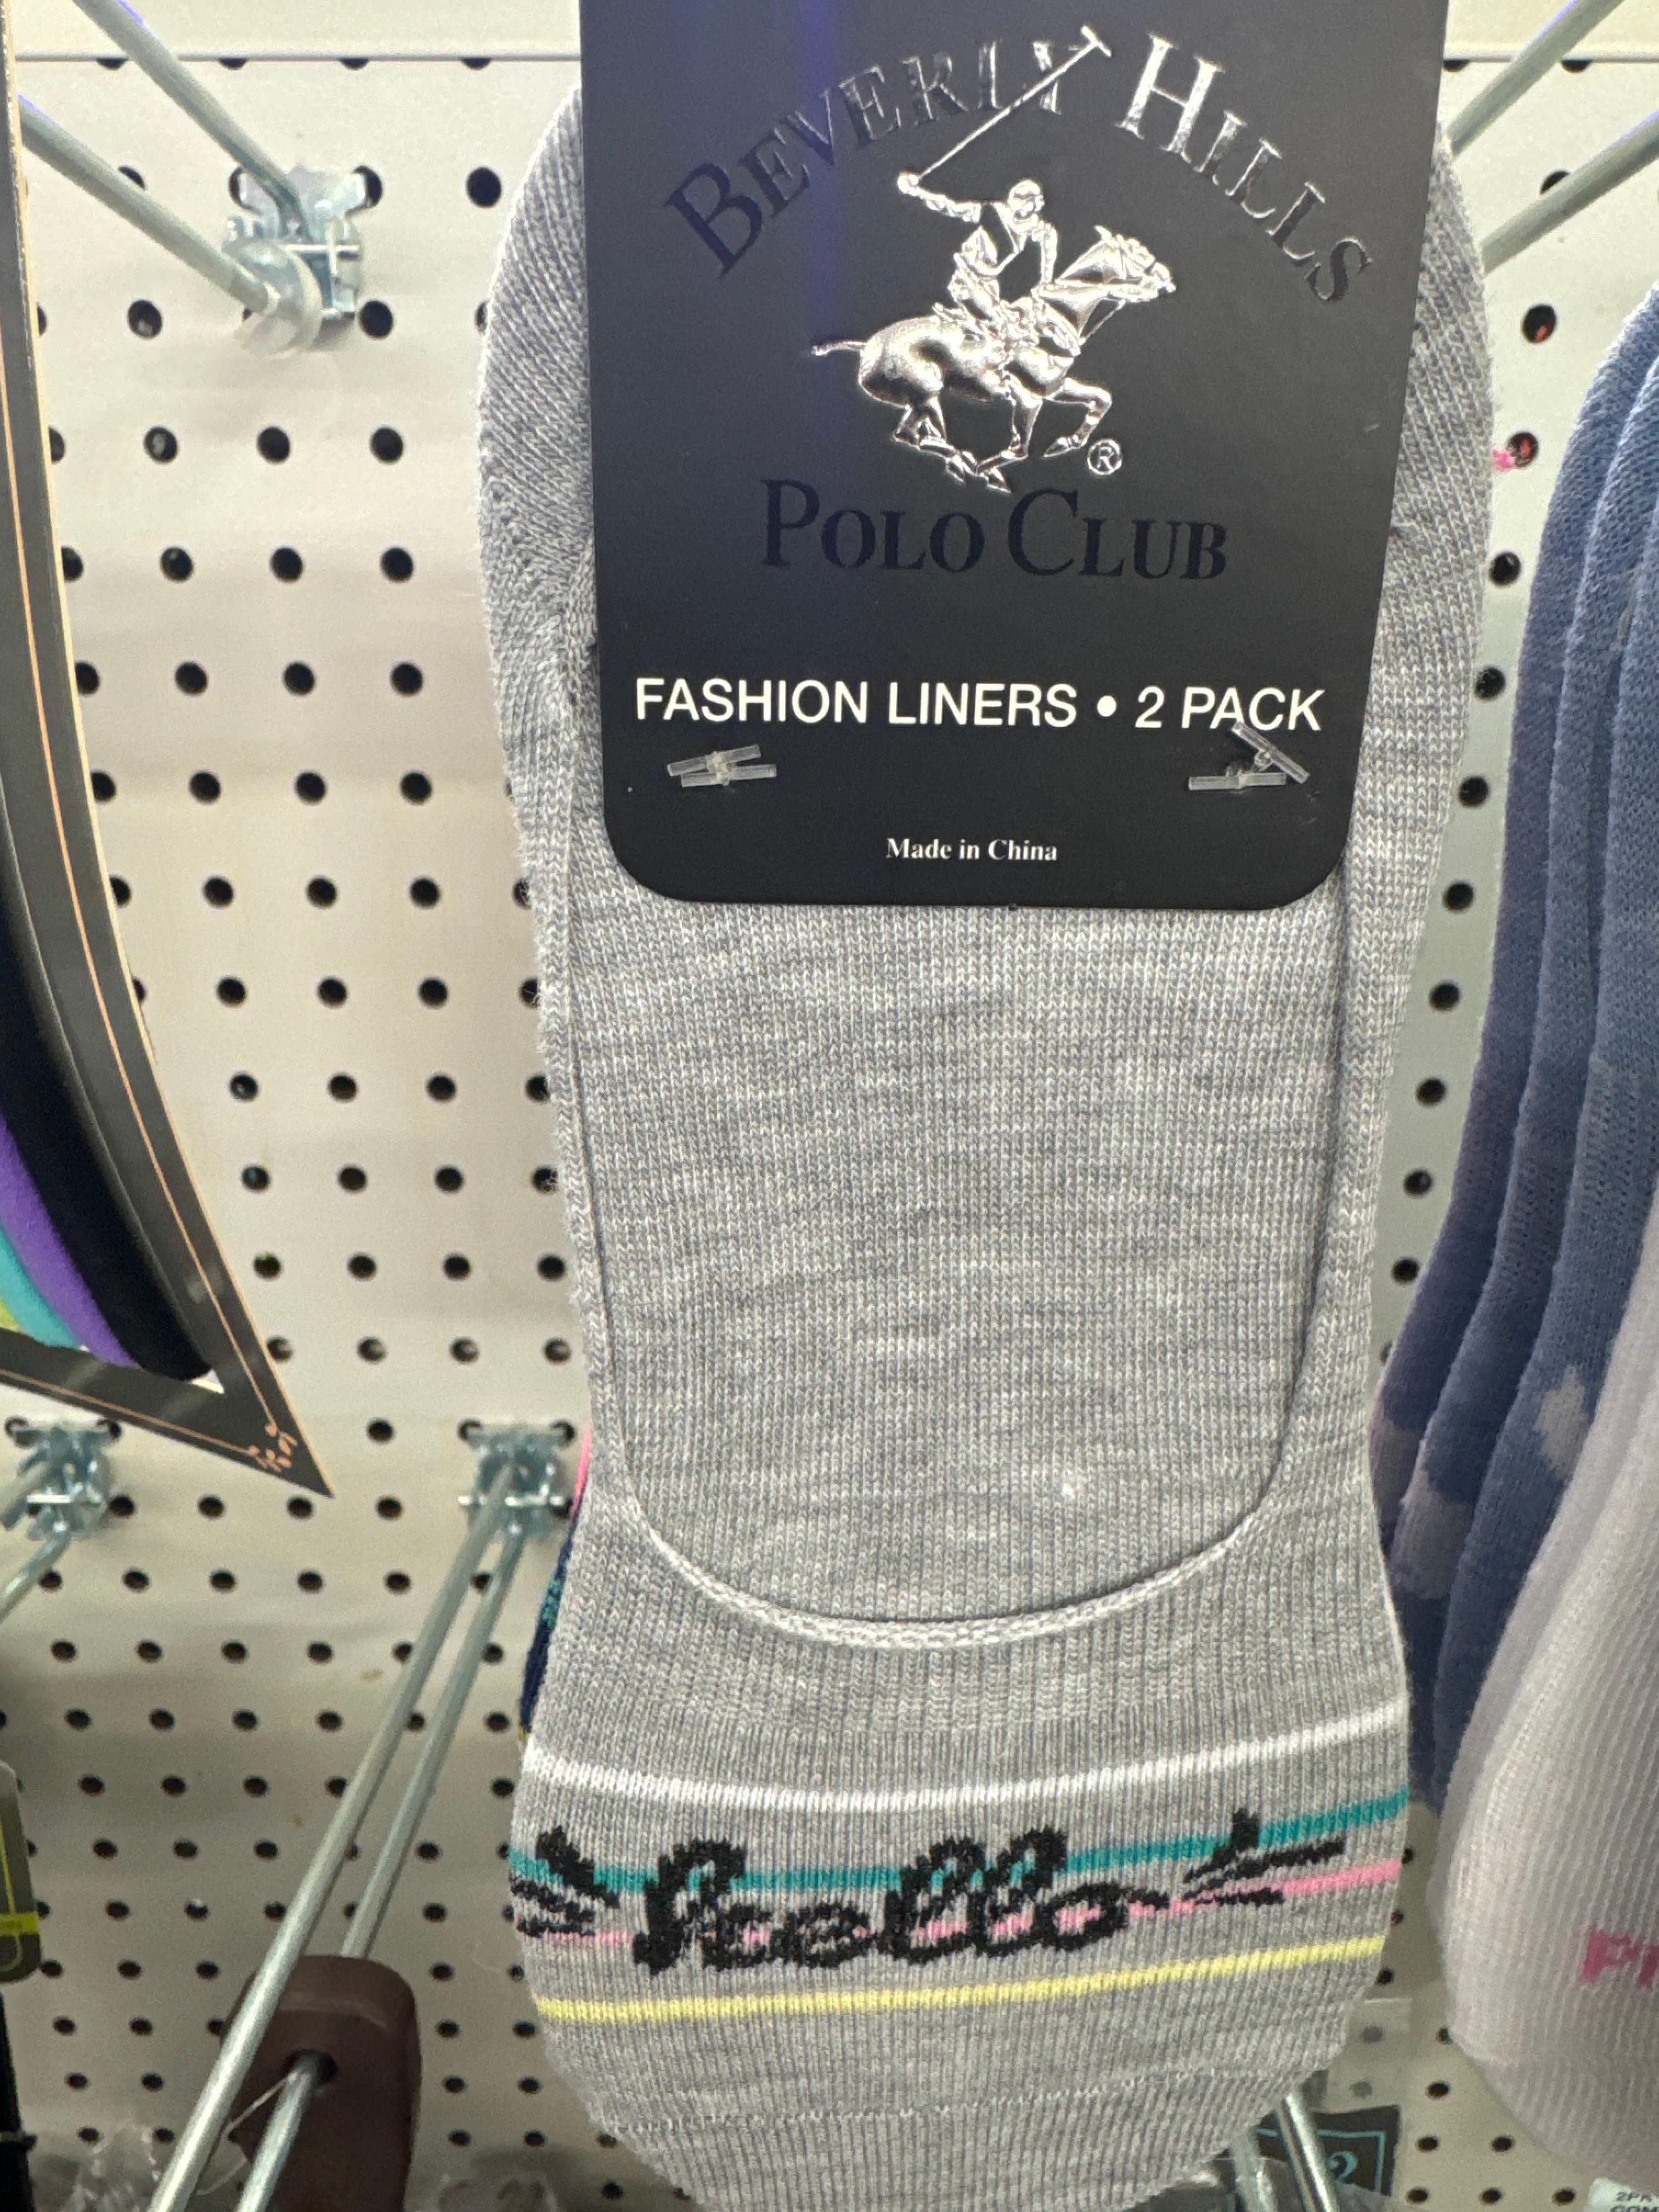 BEVERLY HILLS
®
POLO CLUB
FASHION LINERS • 2 PACK
Made in China
hello